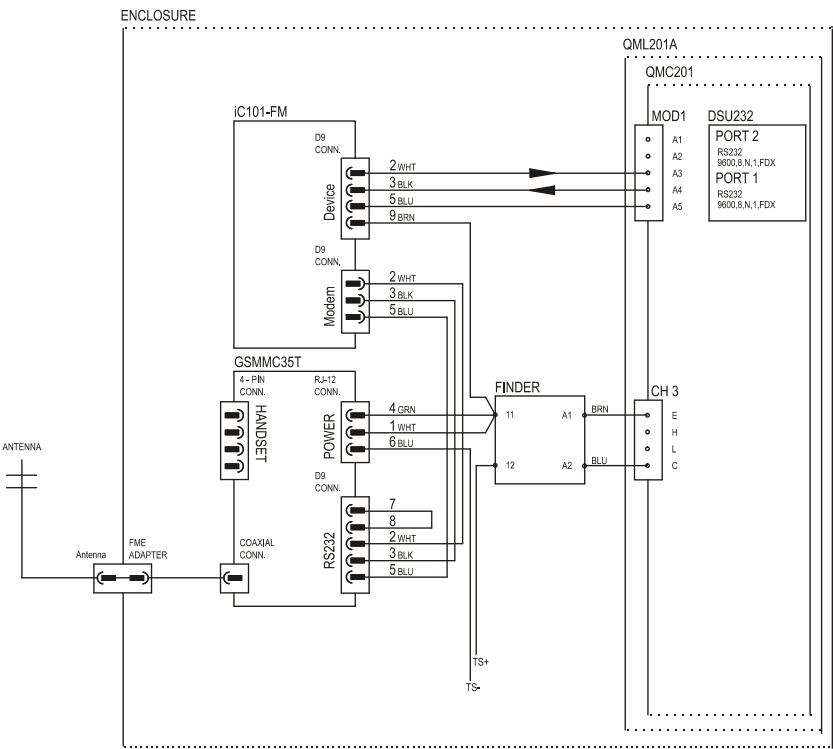 ENCLOSURE
QML201A
QMC201
iC101-FM
MOD1
DSU232
D9
CONN.
Device
2 WHT
3 BLK
5 BLU
9 BRN
A1
A2
A3
A4
A5
PORT 2
RS232
9600,8,N,1,FDX
PORT 1
RS232
9600,8,N,1,FDX
D9
CONN.
Modem
2 WHT
3 BLK
5 BLU
GSMMC35T
4 - PIN
CONN.
HANDSET
RJ-12
CONN.
POWER
4 GRN
1 WHT
6 BLU
FINDER
11
12
A1
A2
BRN
BLU
CH 3
E
H
L
C
D9
CONN.
RS232
7
8
2 WHT
3 BLK
5 BLU
ANTENNA
Antenna
FME
ADAPTER
COAXIAL
CONN.
TS+
TS-